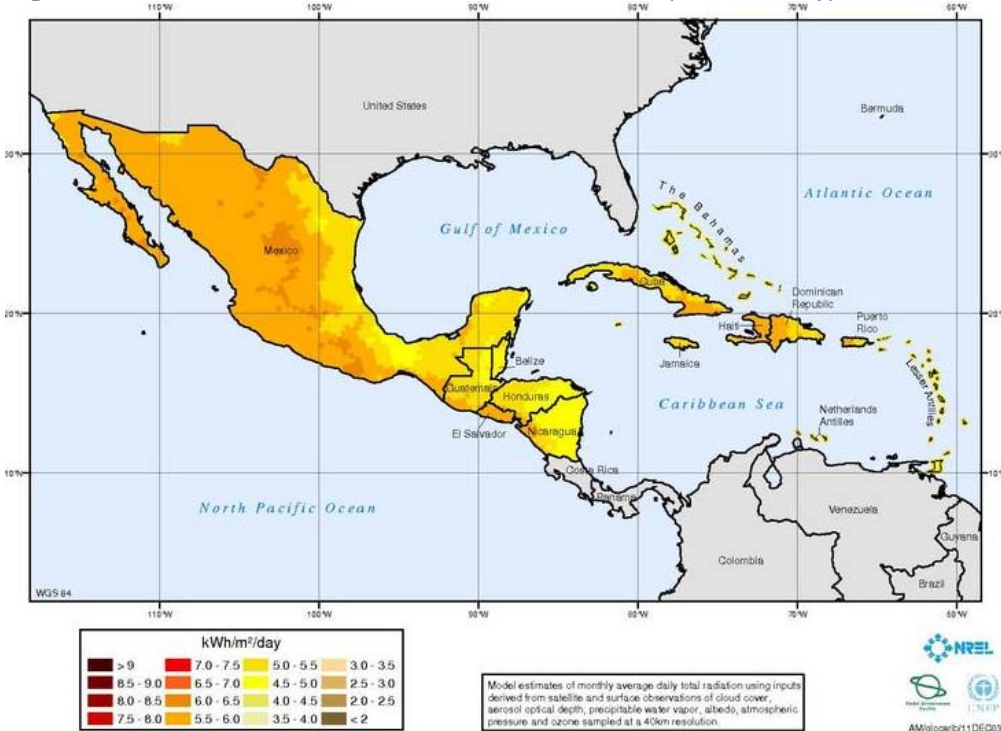 110°W 100°W 90°W 80°W 70°W 60°W
United States
Bermuda
30°N
The Bahamas
Atlantic Ocean
Gulf of Mexico
Mexico
Cuba
Dominican
Republic
20°N
Haiti
Puerto
Rico
Jamaica
Belize
Lesser Antilles
Guatemala
Honduras
Caribbean Sea
Netherlands
Antilles
El Salvador
Nicaragua
10°N
Costa Rica
Panama
North Pacific Ocean
Venezuela
Guyana
Colombia
Brazil
WGS 84
110°W 100°W 90°W 80°W 70°W 60°W
kWh/m²/day
> 9 7.0 - 7.5 5.0 - 5.5 3.0 - 3.5
8.5 - 9.0 6.5 - 7.0 4.5 - 5.0 2.5 - 3.0
8.0 - 8.5 6.0 - 6.5 4.0 - 4.5 2.0 - 2.5
7.5 - 8.0 5.5 - 6.0 3.5 - 4.0 < 2
Model estimates of monthly average daily total radiation using inputs
derived from satellite and surface observations of cloud cover,
aerosol optical depth, precipitable water vapor, albedo, atmospheric
pressure and ozone sampled at a 40km resolution.
NREL
UNEP